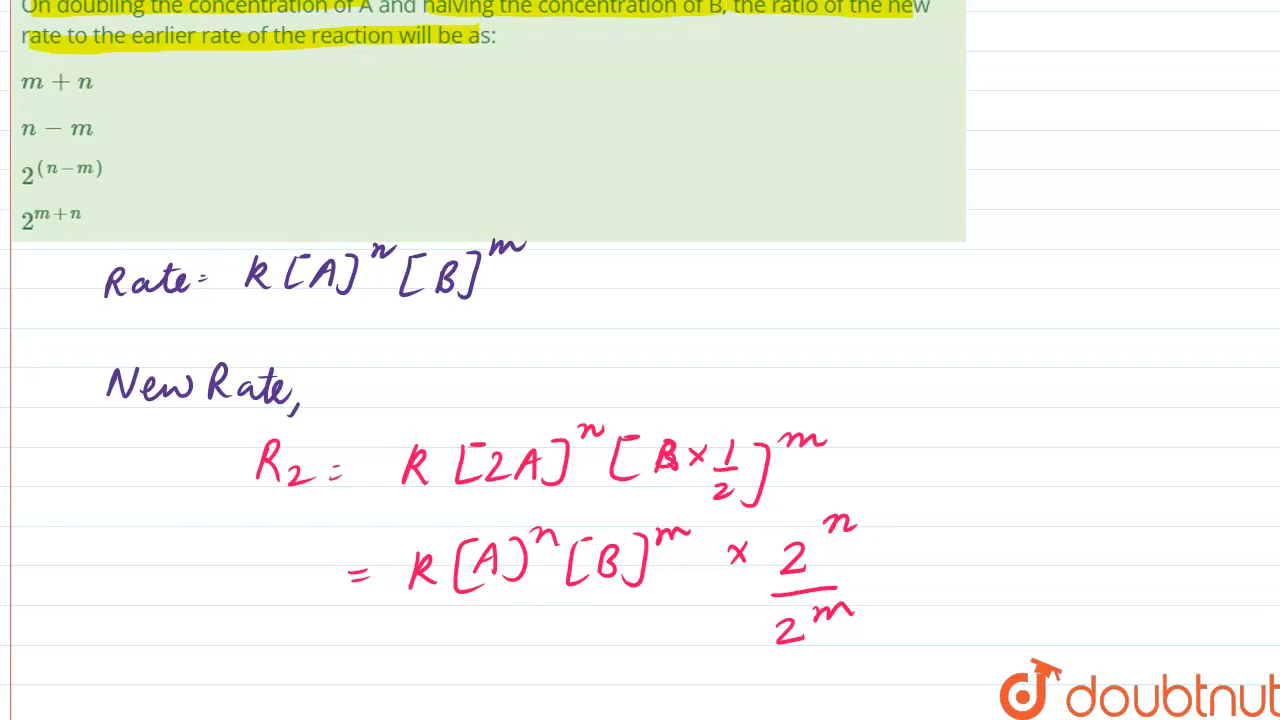 On doubling the concentration of A and halving the concentration of B, the ratio of the new
rate to the earlier rate of the reaction will be as:
m + n
n − m
2^(n−m)
2^m+n
Rate = K[A]^n [B]^m
New Rate,
R2 = K [2A]^n [B × 1/2]^m
= K[A)^n [B]^m × 2^n/2^m
doubtnut